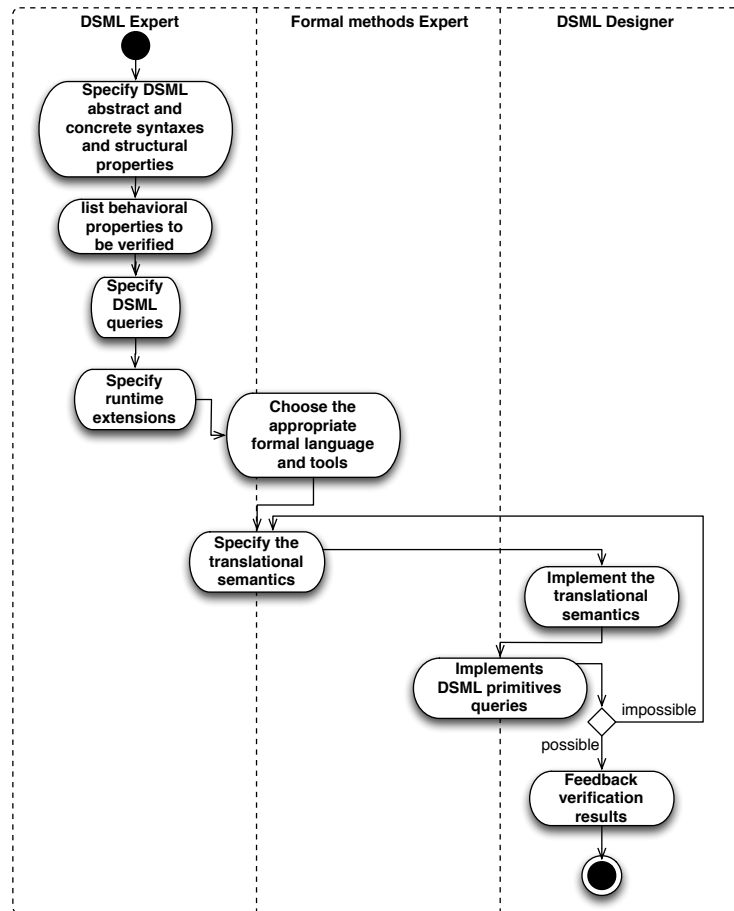 DSML Expert
Formal methods Expert
DSML Designer
Specify DSML
abstract and
concrete syntaxes
and structural
properties
list behavioral
properties to
be verified
Specify
DSML
queries
Specify
runtime
extensions
Choose the
appropriate
formal language
and tools
Specify the
translational
semantics
Implement the
translational
semantics
Implements
DSML primitives
queries
impossible
possible
Feedback
verification
results